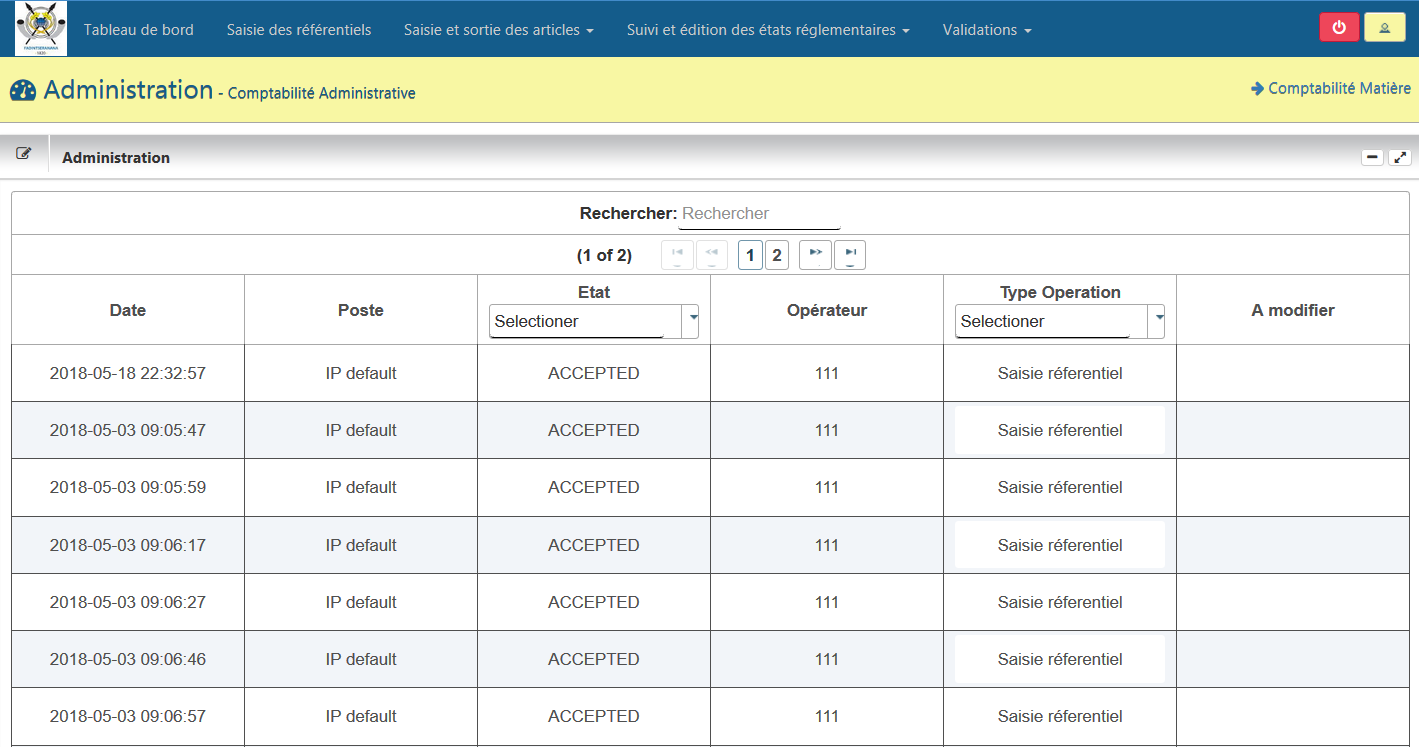 Tableau de bord Saisie des référentiels Saisie et sortie des articles Suivi et édition des états réglementaires Validations
Administration - Comptabilité Administrative Comptabilité Matière
Administration
Rechercher: Rechercher
(1 of 2) 1 2
Date Poste Etat Opérateur Type Operation A modifier
Selectioner Selectioner
2018-05-18 22:32:57 IP default ACCEPTED 111 Saisie réferentiel
2018-05-03 09:05:47 IP default ACCEPTED 111 Saisie réferentiel
2018-05-03 09:05:59 IP default ACCEPTED 111 Saisie réferentiel
2018-05-03 09:06:17 IP default ACCEPTED 111 Saisie réferentiel
2018-05-03 09:06:27 IP default ACCEPTED 111 Saisie réferentiel
2018-05-03 09:06:46 IP default ACCEPTED 111 Saisie réferentiel
2018-05-03 09:06:57 IP default ACCEPTED 111 Saisie réferentiel